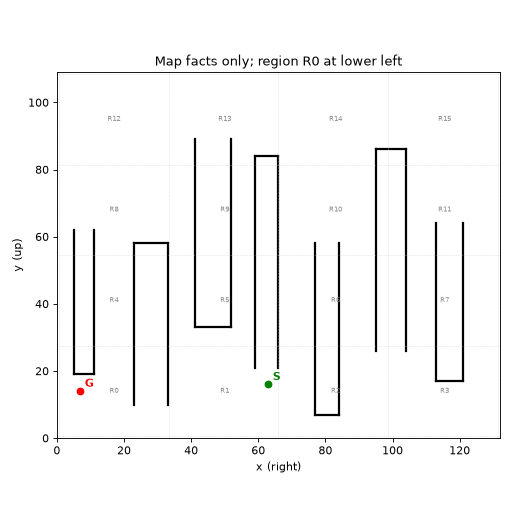 Map facts only; region R0 at lower left
100
R12 R13 R14 R15
80
R8 R9 R10 R11
60
y (up)
40
R4 R5 R6 R7
20
G S
R0 R1 R2 R3
0
0 20 40 60 80 100 120
x (right)